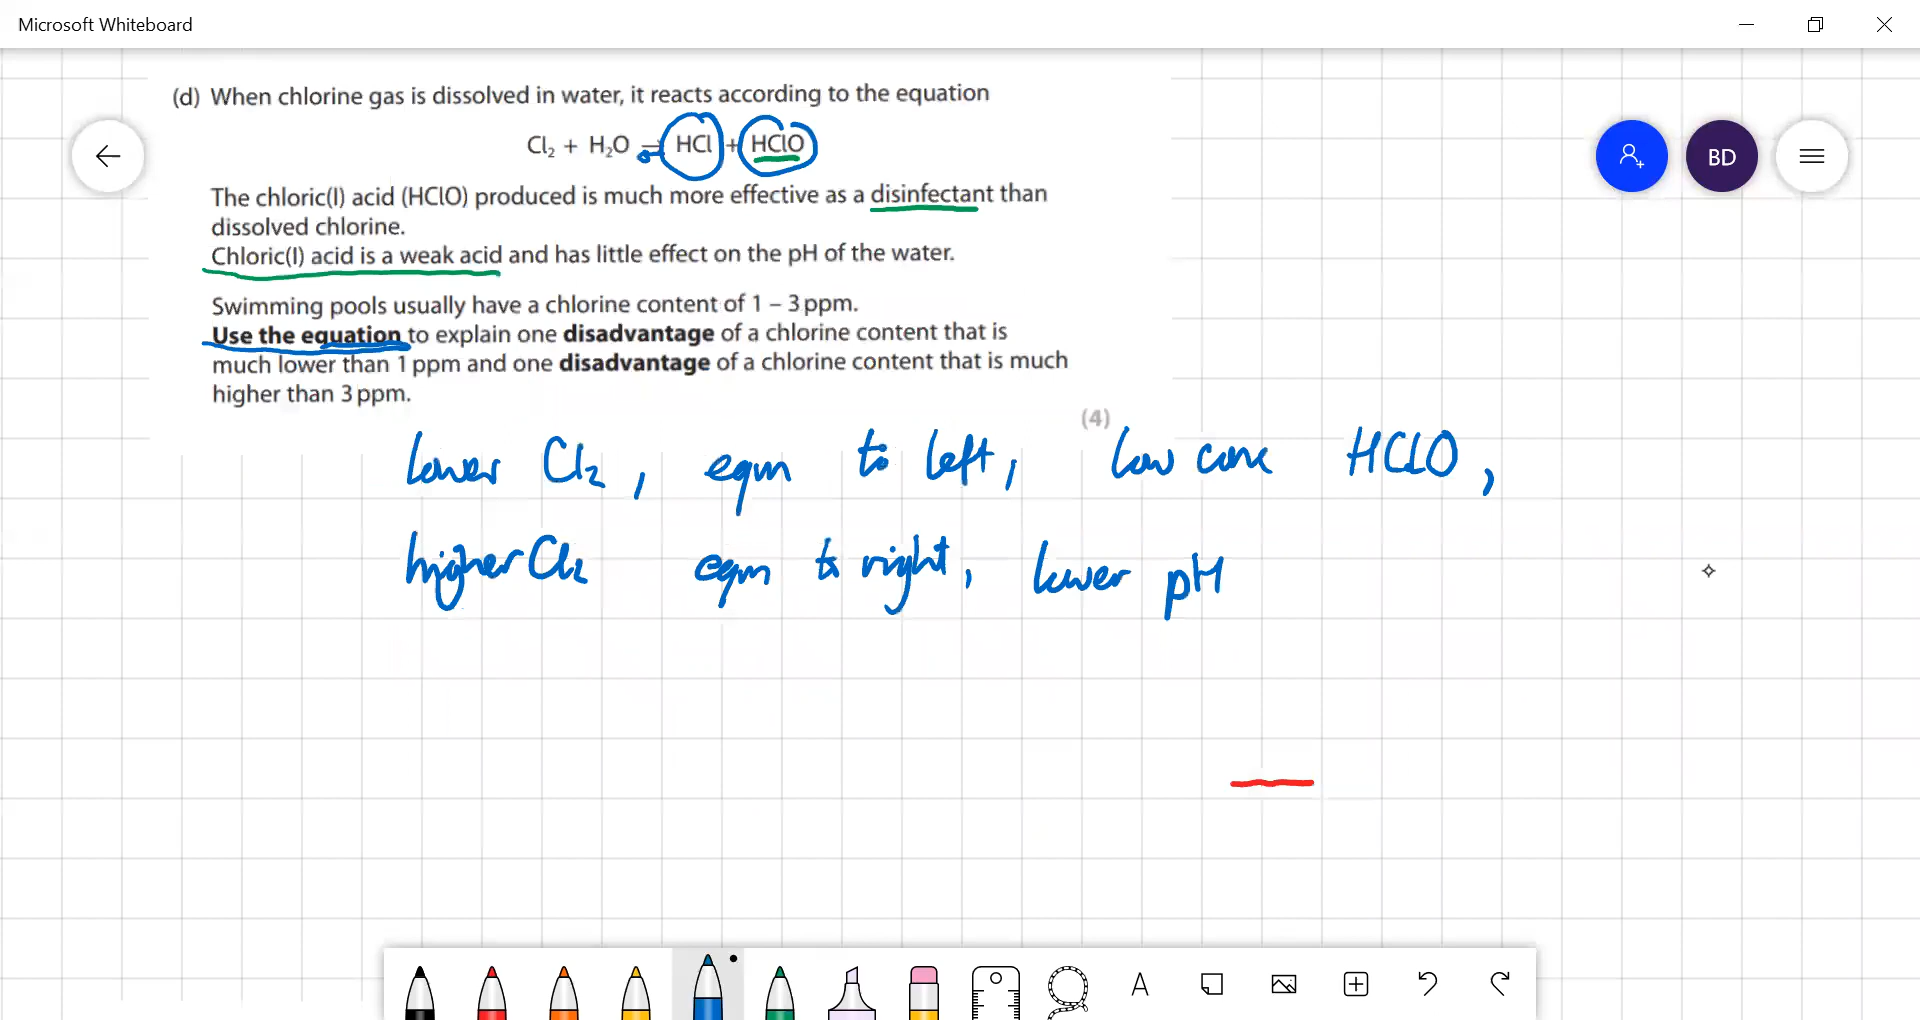 Microsoft Whiteboard
(d) When chlorine gas is dissolved in water, it reacts according to the equation
Cl₂ + H₂O ⇌ HCl + HClO
The chloric(I) acid (HClO) produced is much more effective as a disinfectant than
dissolved chlorine.
Chloric(I) acid is a weak acid and has little effect on the pH of the water.
Swimming pools usually have a chlorine content of 1 – 3 ppm.
Use the equation to explain one disadvantage of a chlorine content that is
much lower than 1 ppm and one disadvantage of a chlorine content that is much
higher than 3 ppm.
(4)
lower Cl₂, eqm to left, low conc HClO,
higher Cl₂ eqm to right, lower pH
BD
A